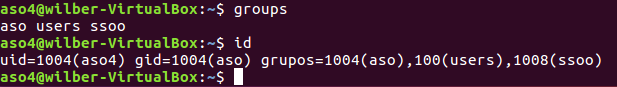 aso4@wilber-VirtualBox:~$ groups
aso users ssoo
aso4@wilber-VirtualBox:~$ id
uid=1004(aso4) gid=1004(aso) grupos=1004(aso),100(users),1008(ssoo)
aso4@wilber-VirtualBox:~$